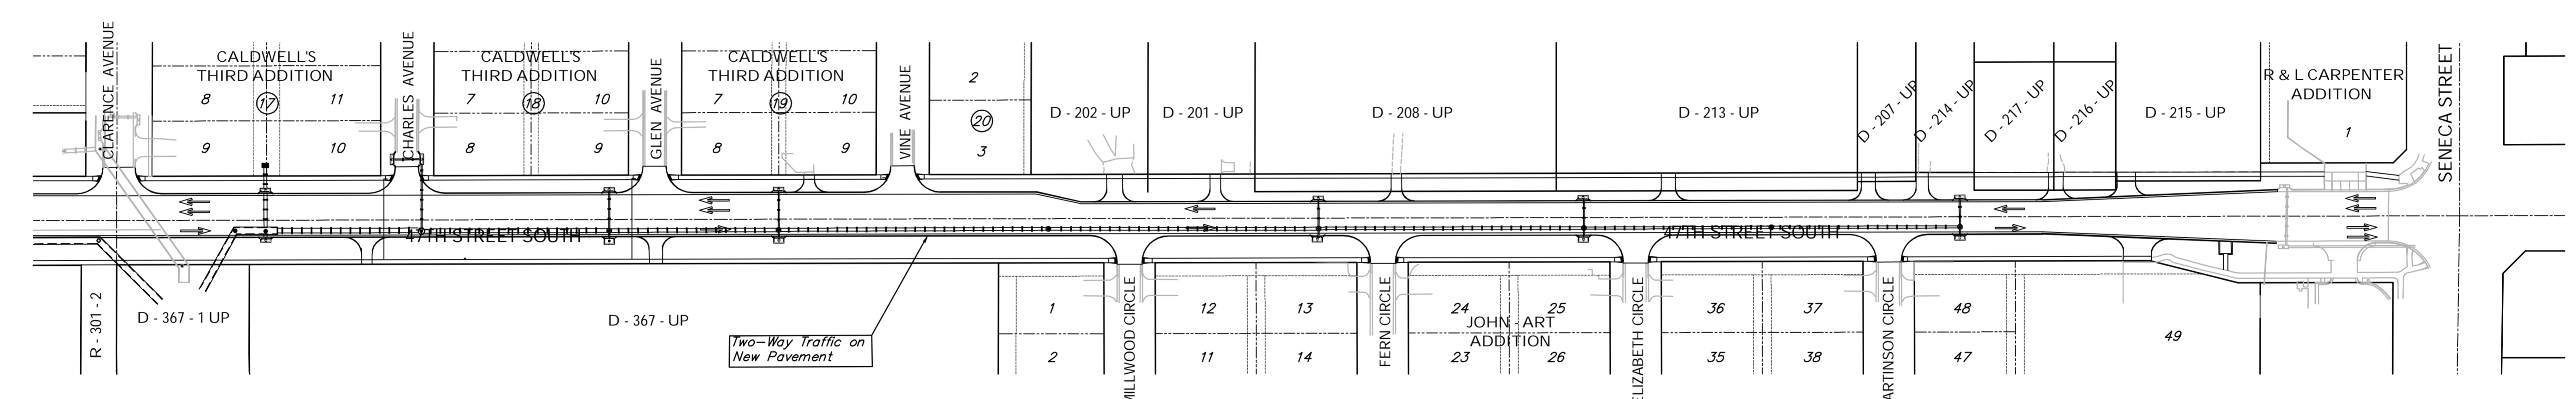 CLARENCE AVENUE
CALDWELL'S
THIRD ADDITION
8
17
11
9
10
CHARLES AVENUE
CALDWELL'S
THIRD ADDITION
7
18
10
8
9
GLEN AVENUE
CALDWELL'S
THIRD ADDITION
7
19
10
8
9
VINE AVENUE
2
20
3
D - 202 - UP
D - 201 - UP
D - 208 - UP
D - 213 - UP
D - 207 - UP
D - 214 - UP
D - 217 - UP
D - 216 - UP
D - 215 - UP
R & L CARPENTER
ADDITION
1
SENECA STREET
47TH STREET SOUTH
47TH STREET SOUTH
R - 301 - 2
D - 367 - 1 UP
D - 367 - UP
Two-Way Traffic on
New Pavement
1
2
MILLWOOD CIRCLE
12
13
11
14
FERN CIRCLE
24
25
JOHN - ART
ADDITION
23
26
ELIZABETH CIRCLE
36
37
35
38
ARTINSON CIRCLE
48
47
49